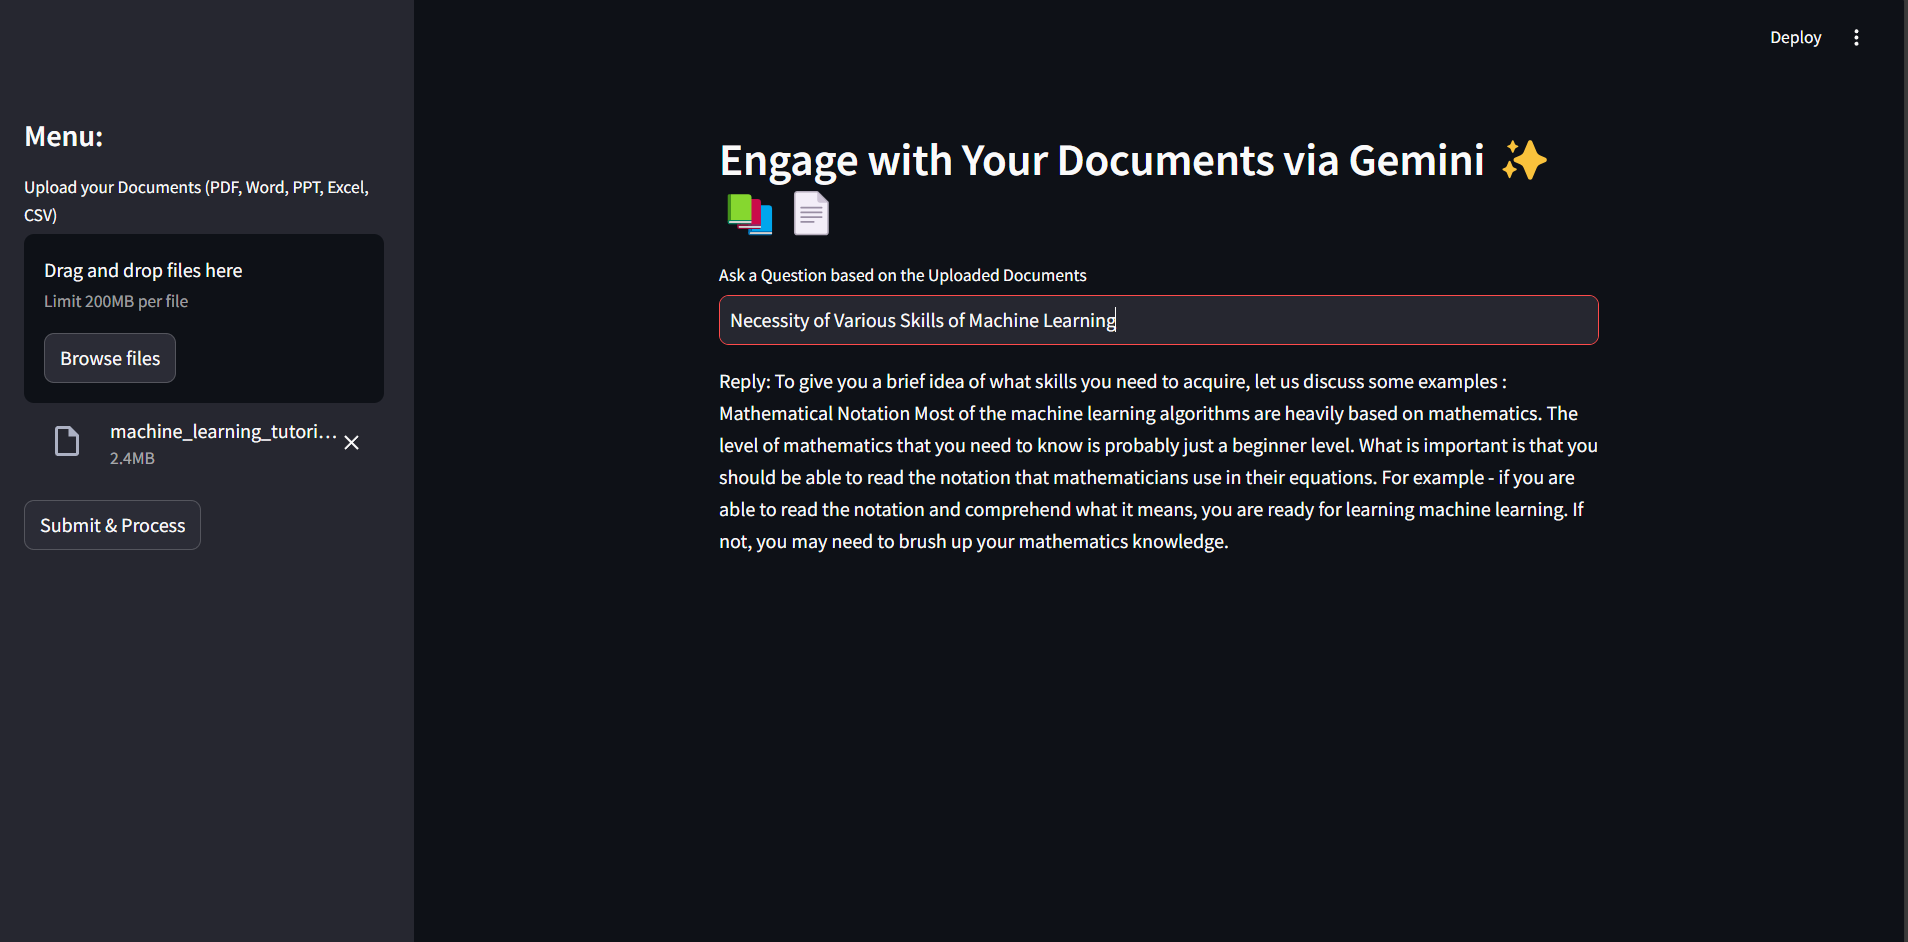 Deploy
Menu:
Upload your Documents (PDF, Word, PPT, Excel,
CSV)
Drag and drop files here
Limit 200MB per file
Browse files
machine_learning_tutori...
2.4MB
Submit & Process
Engage with Your Documents via Gemini ✨
📚 📄
Ask a Question based on the Uploaded Documents
Necessity of Various Skills of Machine Learning
Reply: To give you a brief idea of what skills you need to acquire, let us discuss some examples :
Mathematical Notation Most of the machine learning algorithms are heavily based on mathematics. The
level of mathematics that you need to know is probably just a beginner level. What is important is that you
should be able to read the notation that mathematicians use in their equations. For example - if you are
able to read the notation and comprehend what it means, you are ready for learning machine learning. If
not, you may need to brush up your mathematics knowledge.